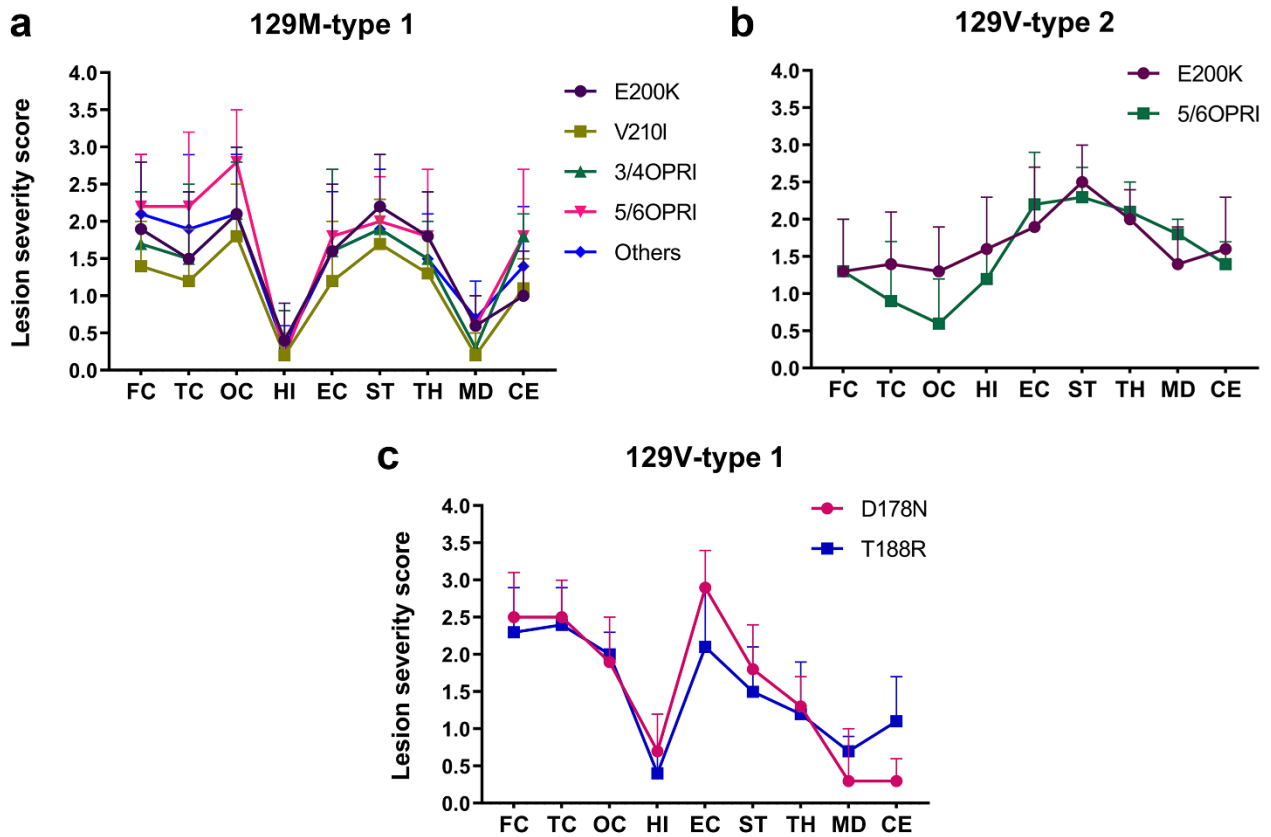 a
129M-type 1
Lesion severity score
4.0
3.5
3.0
2.5
2.0
1.5
1.0
0.5
0.0
FC TC OC HI EC ST TH MD CE
E200K
V210I
3/4OPRI
5/6OPRI
Others
b
129V-type 2
4.0
3.5
3.0
2.5
2.0
1.5
1.0
0.5
0.0
FC TC OC HI EC ST TH MD CE
E200K
5/6OPRI
c
129V-type 1
Lesion severity score
4.0
3.5
3.0
2.5
2.0
1.5
1.0
0.5
0.0
FC TC OC HI EC ST TH MD CE
D178N
T188R